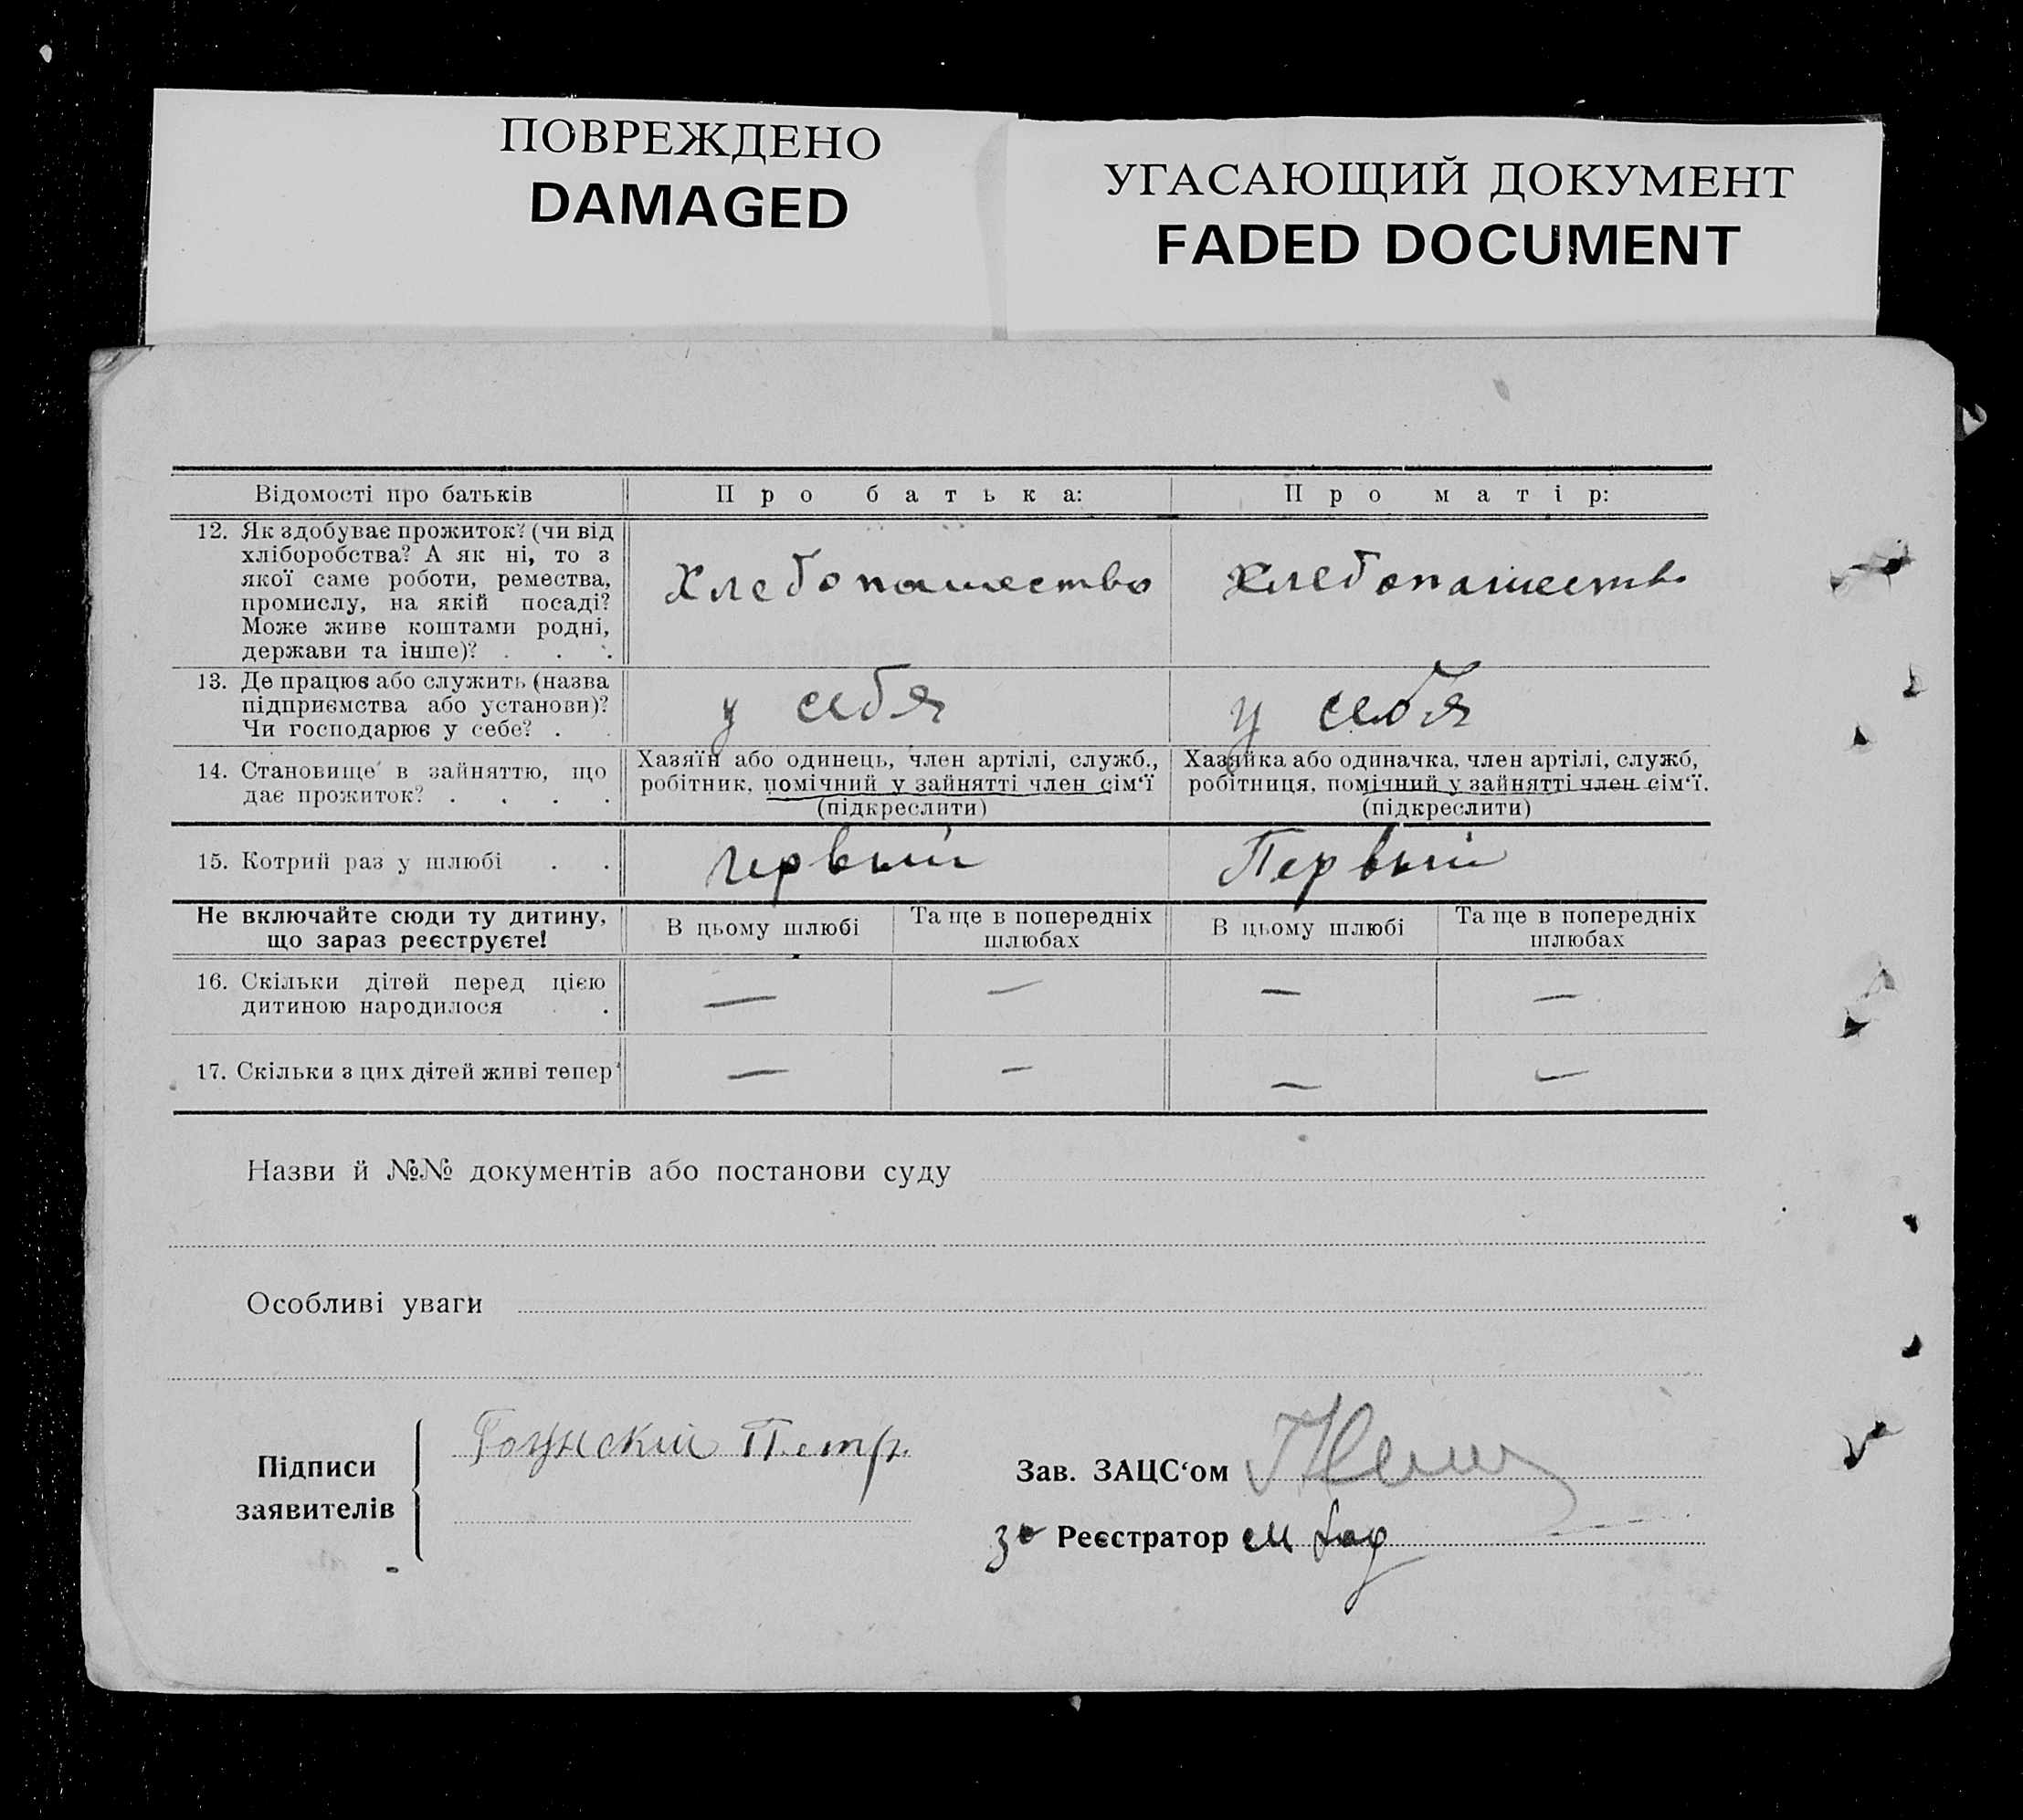 ПОВРЕЖДЕНО
DAMAGED
УГАСАЮЩИЙ ДОКУМЕНТ
FADED DOCUMENT
Відомості про батьків
Про батька:
Про матір:
12. Як здобуває прожиток? (чи від
хліборобства? А як ні, то з
якої саме роботи, ремества,
промислу, на якій посаді?
Може живе коштами родні,
держави та інше)? . . .
Хлебопашество
Хлебопашество
13. Де працює або служить (назва
підприємства або установи)?
Чи господарює у себе? . .
у себя
у себя
14. Становище в зайняттю, що
дає прожиток? . . . .
Хазяїн або одинець, член артілі, служб.,
робітник, помічний у зайнятті член сім‘ї
(підкреслити)
Хазяйка або одиначка, член артілі, служб,
робітниця, помічний у зайнятті член сім‘ї.
(підкреслити)
15. Котрий раз у шлюбі . .
первый
Первый
Не включайте сюди ту дитину,
що зараз реєструєте!
В цьому шлюбі
Та ще в попередніх
шлюбах
В цьому шлюбі
Та ще в попередніх
шлюбах
16. Скільки дітей перед цією
дитиною народилося .
— — — —
17. Скільки з цих дітей живі тепер
— — — —
Назви й №№ документів або постанови суду
Особливі уваги
Підписи
заявителів
Петр
Зав. ЗАЦС‘ом
за Реєстратор